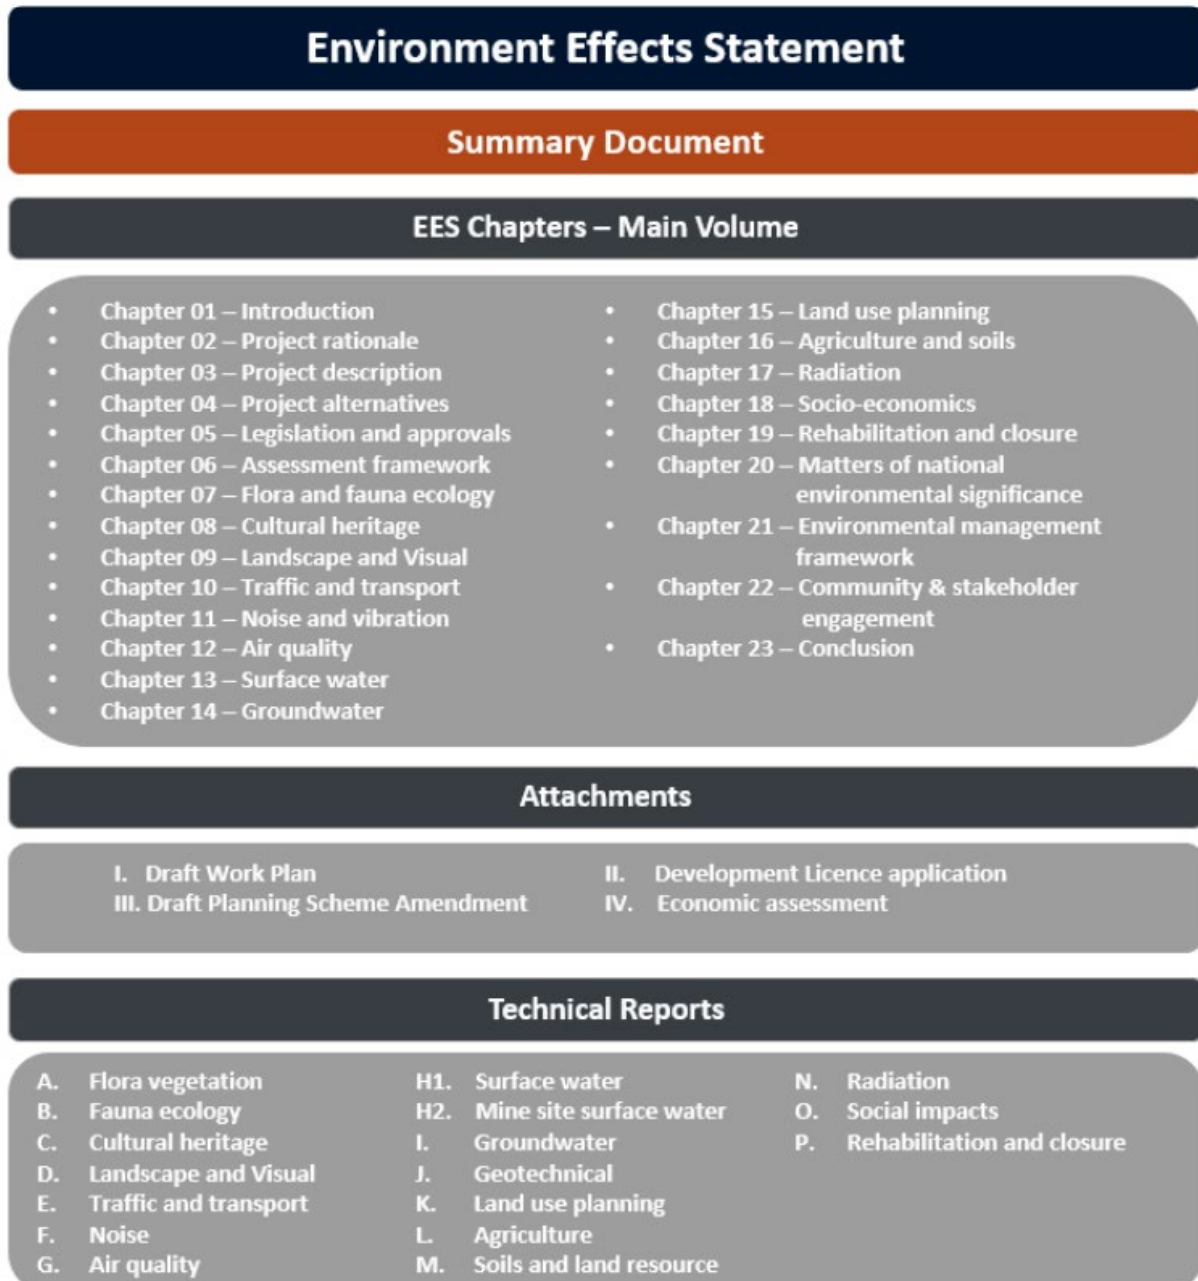 Environment Effects Statement
Summary Document
EES Chapters – Main Volume
• Chapter 01 – Introduction
• Chapter 02 – Project rationale
• Chapter 03 – Project description
• Chapter 04 – Project alternatives
• Chapter 05 – Legislation and approvals
• Chapter 06 – Assessment framework
• Chapter 07 – Flora and fauna ecology
• Chapter 08 – Cultural heritage
• Chapter 09 – Landscape and Visual
• Chapter 10 – Traffic and transport
• Chapter 11 – Noise and vibration
• Chapter 12 – Air quality
• Chapter 13 – Surface water
• Chapter 14 – Groundwater
• Chapter 15 – Land use planning
• Chapter 16 – Agriculture and soils
• Chapter 17 – Radiation
• Chapter 18 – Socio-economics
• Chapter 19 – Rehabilitation and closure
• Chapter 20 – Matters of national
environmental significance
• Chapter 21 – Environmental management
framework
• Chapter 22 – Community & stakeholder
engagement
• Chapter 23 – Conclusion
Attachments
I. Draft Work Plan
II. Development Licence application
III. Draft Planning Scheme Amendment
IV. Economic assessment
Technical Reports
A. Flora vegetation
B. Fauna ecology
C. Cultural heritage
D. Landscape and Visual
E. Traffic and transport
F. Noise
G. Air quality
H1. Surface water
H2. Mine site surface water
I. Groundwater
J. Geotechnical
K. Land use planning
L. Agriculture
M. Soils and land resource
N. Radiation
O. Social impacts
P. Rehabilitation and closure